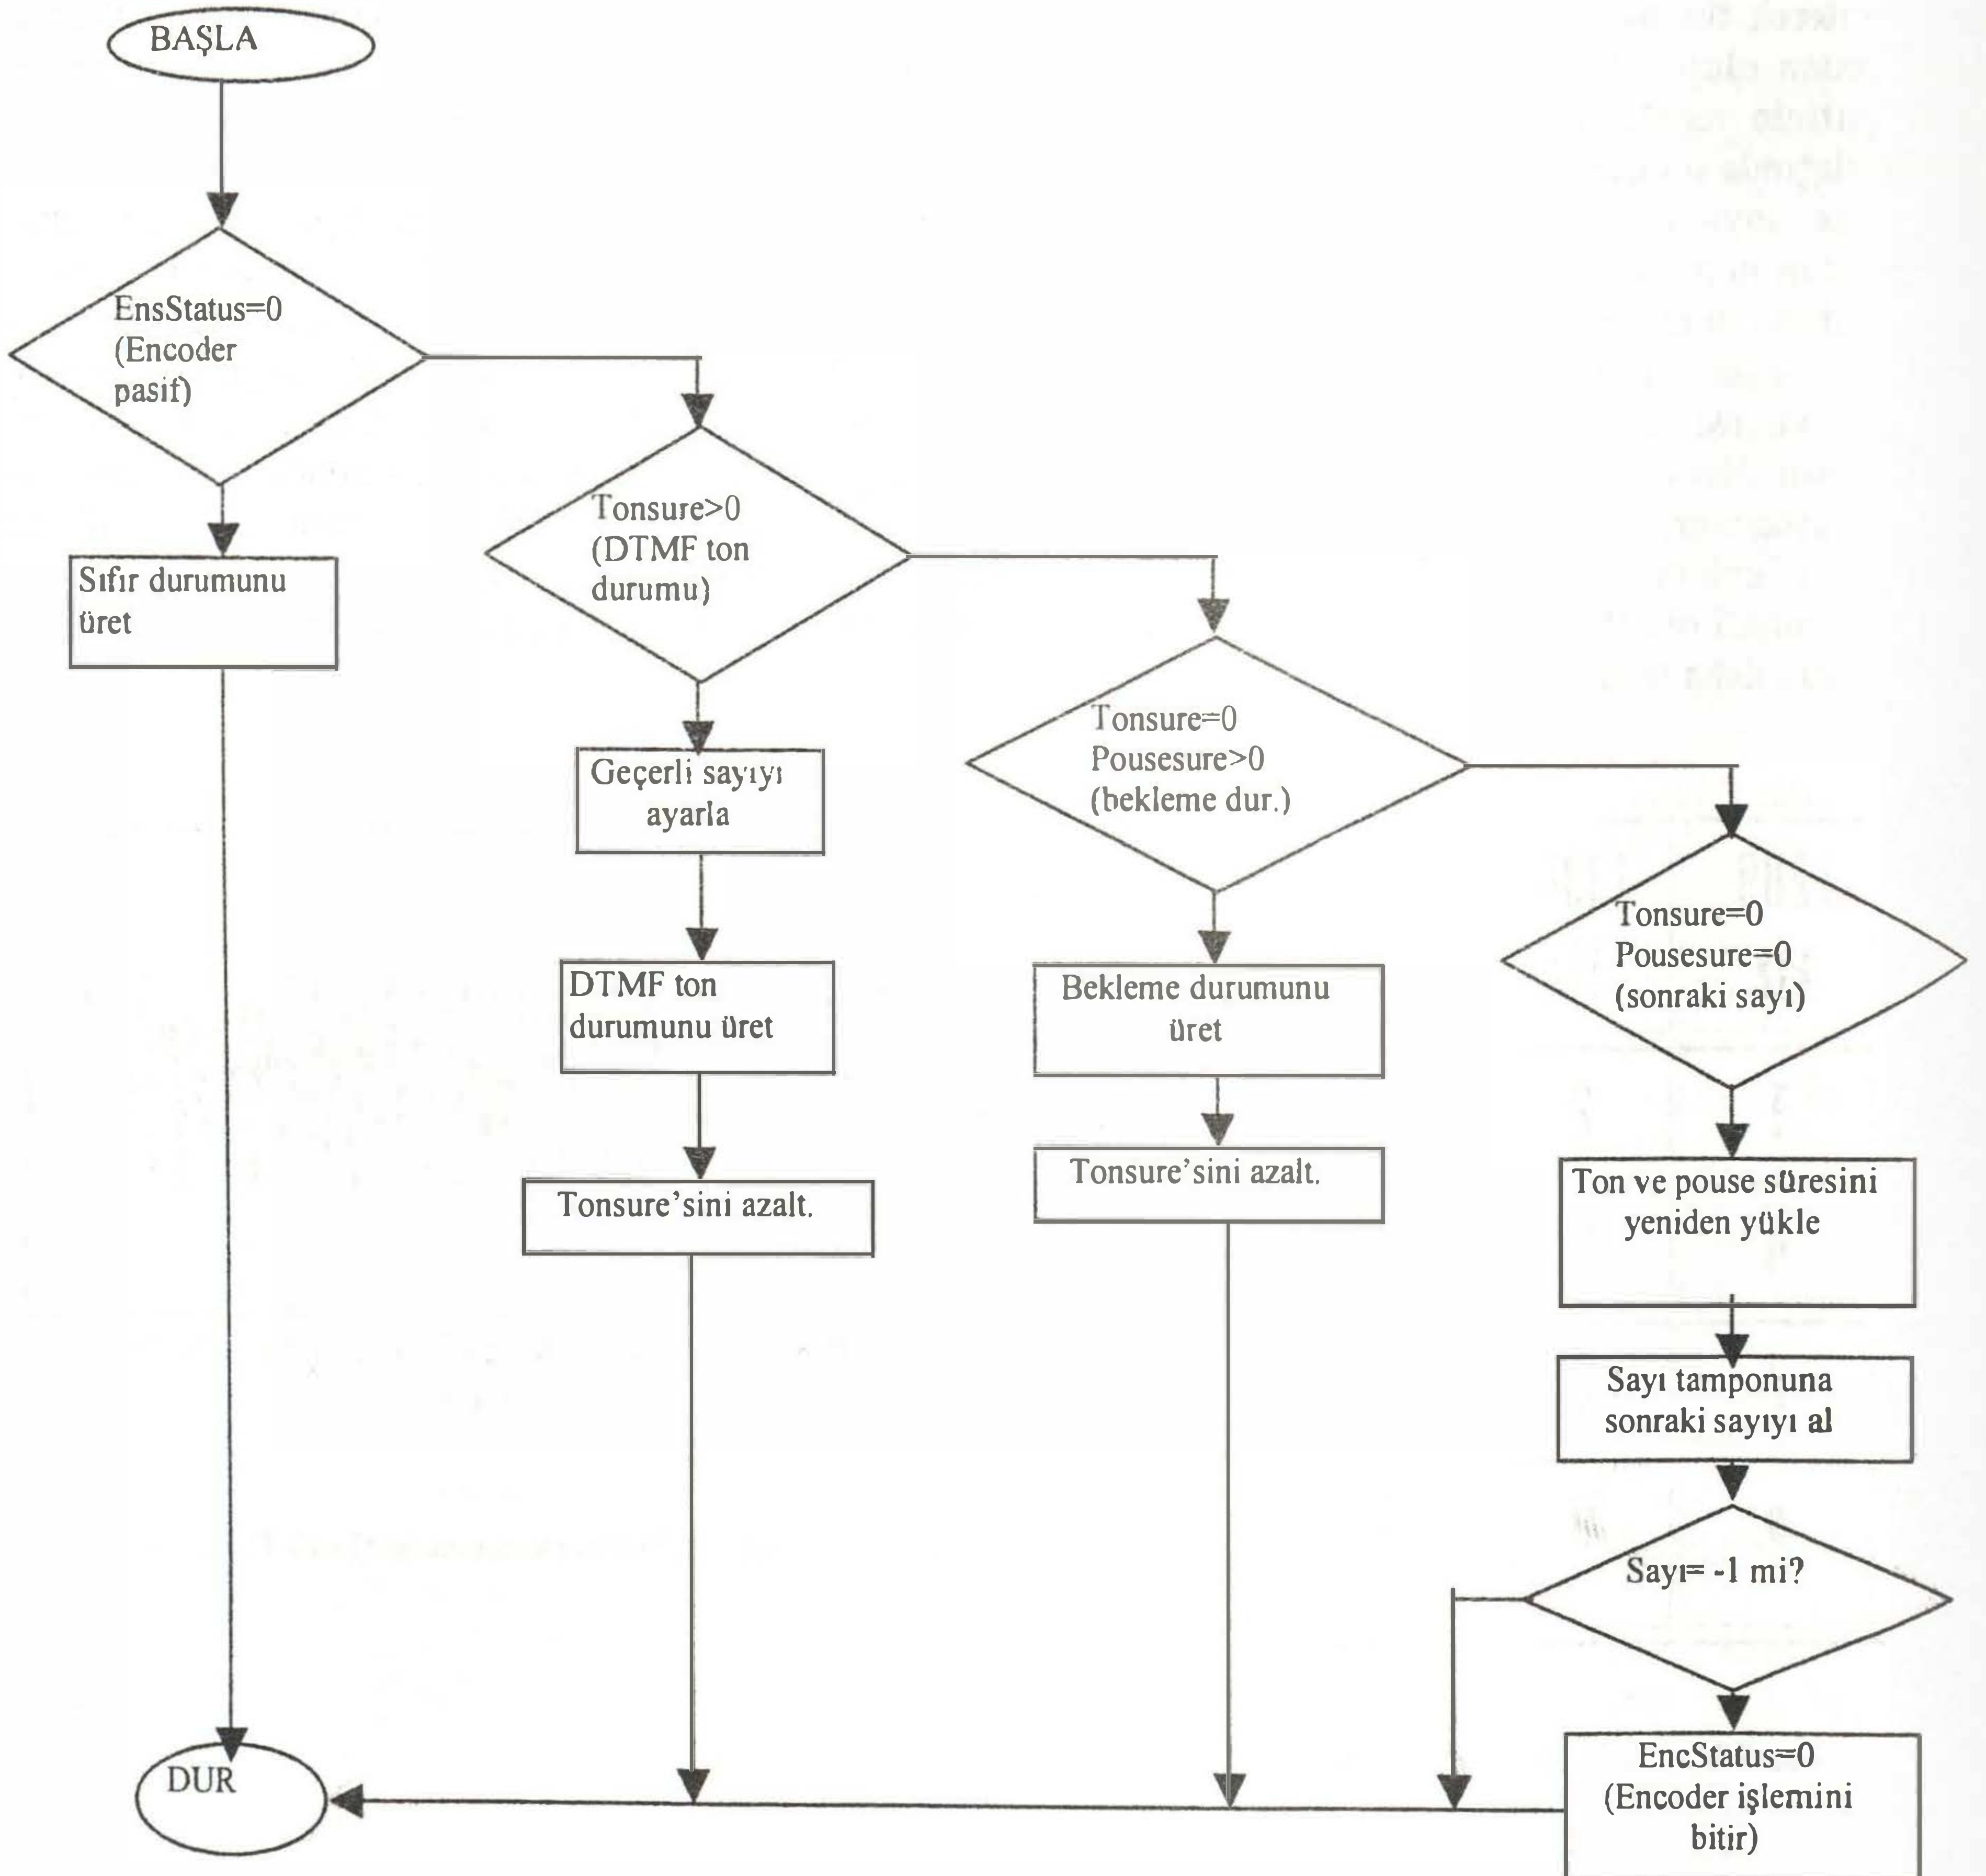 BAŞLA
EnsStatus=0
(Encoder
pasif)
Sıfır durumunu
üret
Tonsure>0
(DTMF ton
durumu)
Geçerli sayıyı
ayarla
DTMF ton
durumunu üret
Tonsure'sini azalt.
Tonsure=0
Pousesure>0
(bekleme dur.)
Bekleme durumunu
üret
Tonsure'sini azalt.
Tonsure=0
Pousesure=0
(sonraki sayı)
Ton ve pouse süresini
yeniden yükle
Sayı tamponuna
sonraki sayıyı al
Sayı= -1 mi?
EncStatus=0
(Encoder işlemini
bitir)
DUR